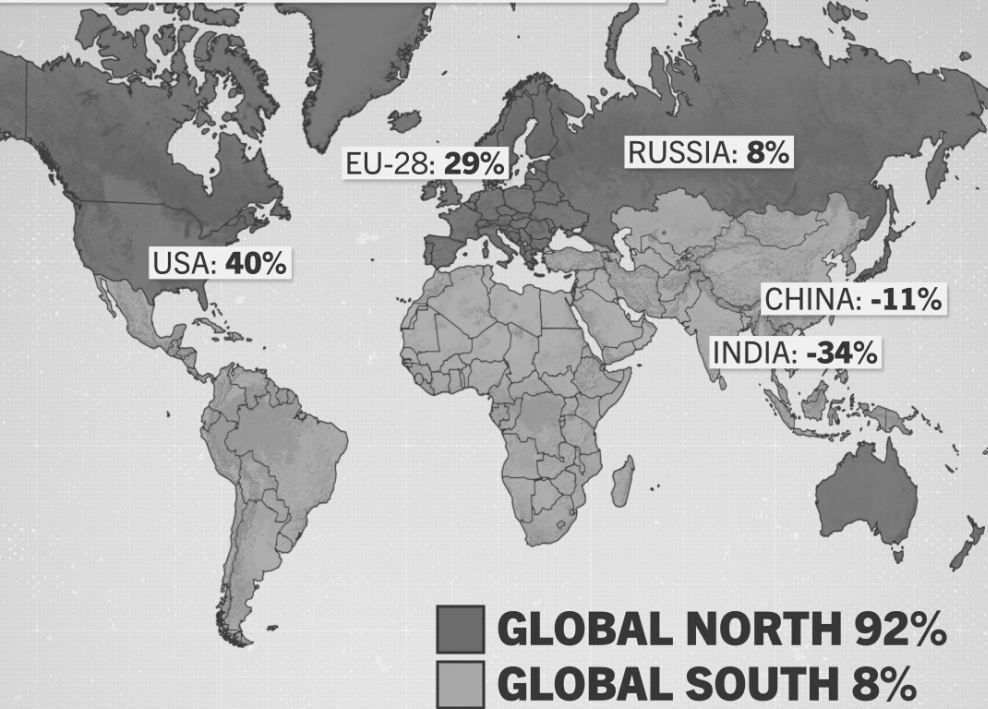 EU-28: 29%
RUSSIA: 8%
USA: 40%
CHINA: -11%
INDIA: -34%
GLOBAL NORTH 92%
GLOBAL SOUTH 8%